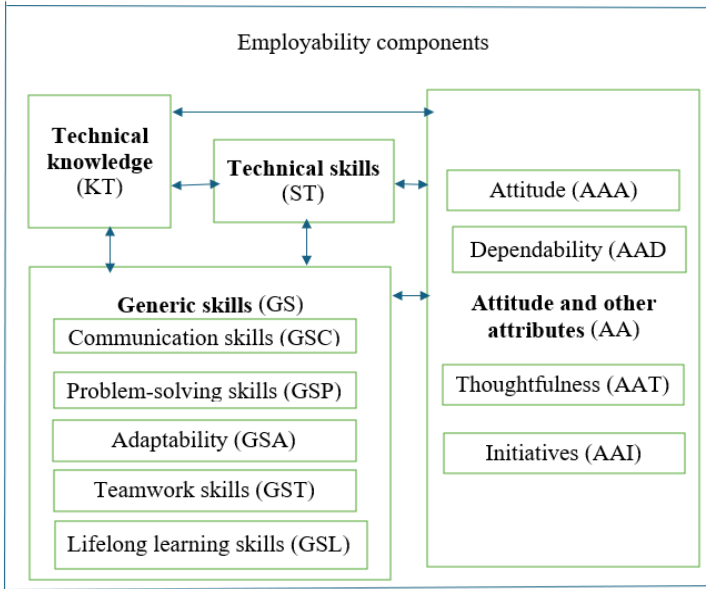 Employability components
Technical
knowledge
(KT)
Technical skills
(ST)
Generic skills (GS)
Communication skills (GSC)
Problem-solving skills (GSP)
Adaptability (GSA)
Teamwork skills (GST)
Lifelong learning skills (GSL)
Attitude (AAA)
Dependability (AAD
Attitude and other
attributes (AA)
Thoughtfulness (AAT)
Initiatives (AAI)